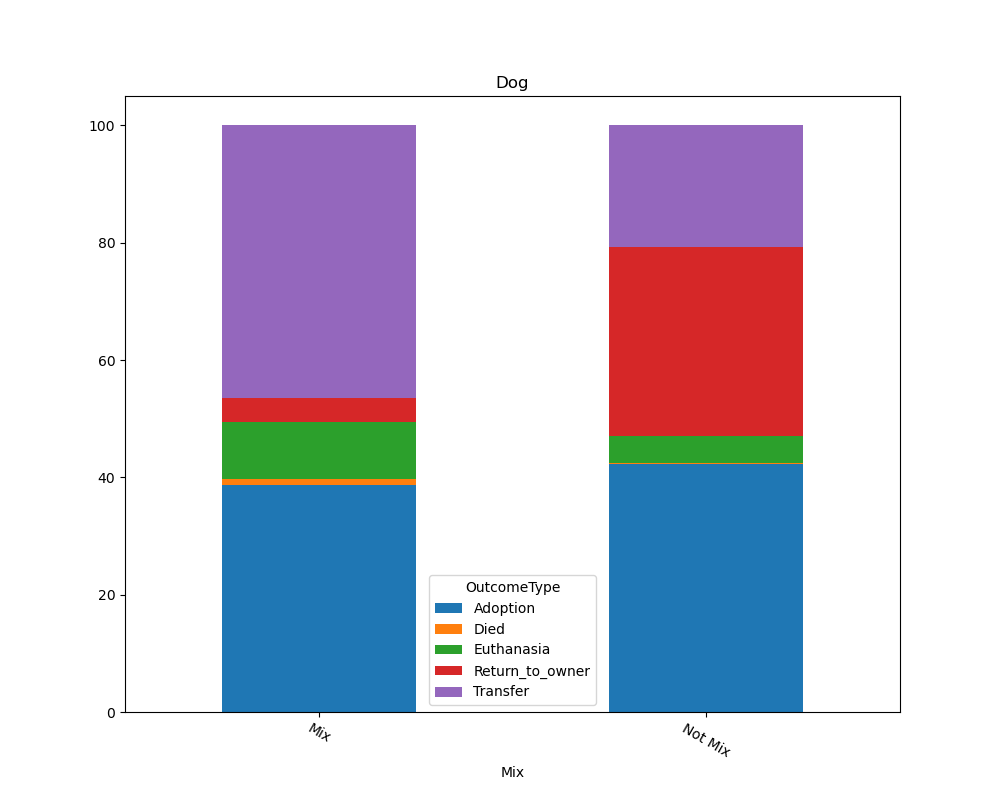 Dog
100
80
60
40
20
0
OutcomeType
Adoption
Died
Euthanasia
Return_to_owner
Transfer
Mix
Not Mix
Mix